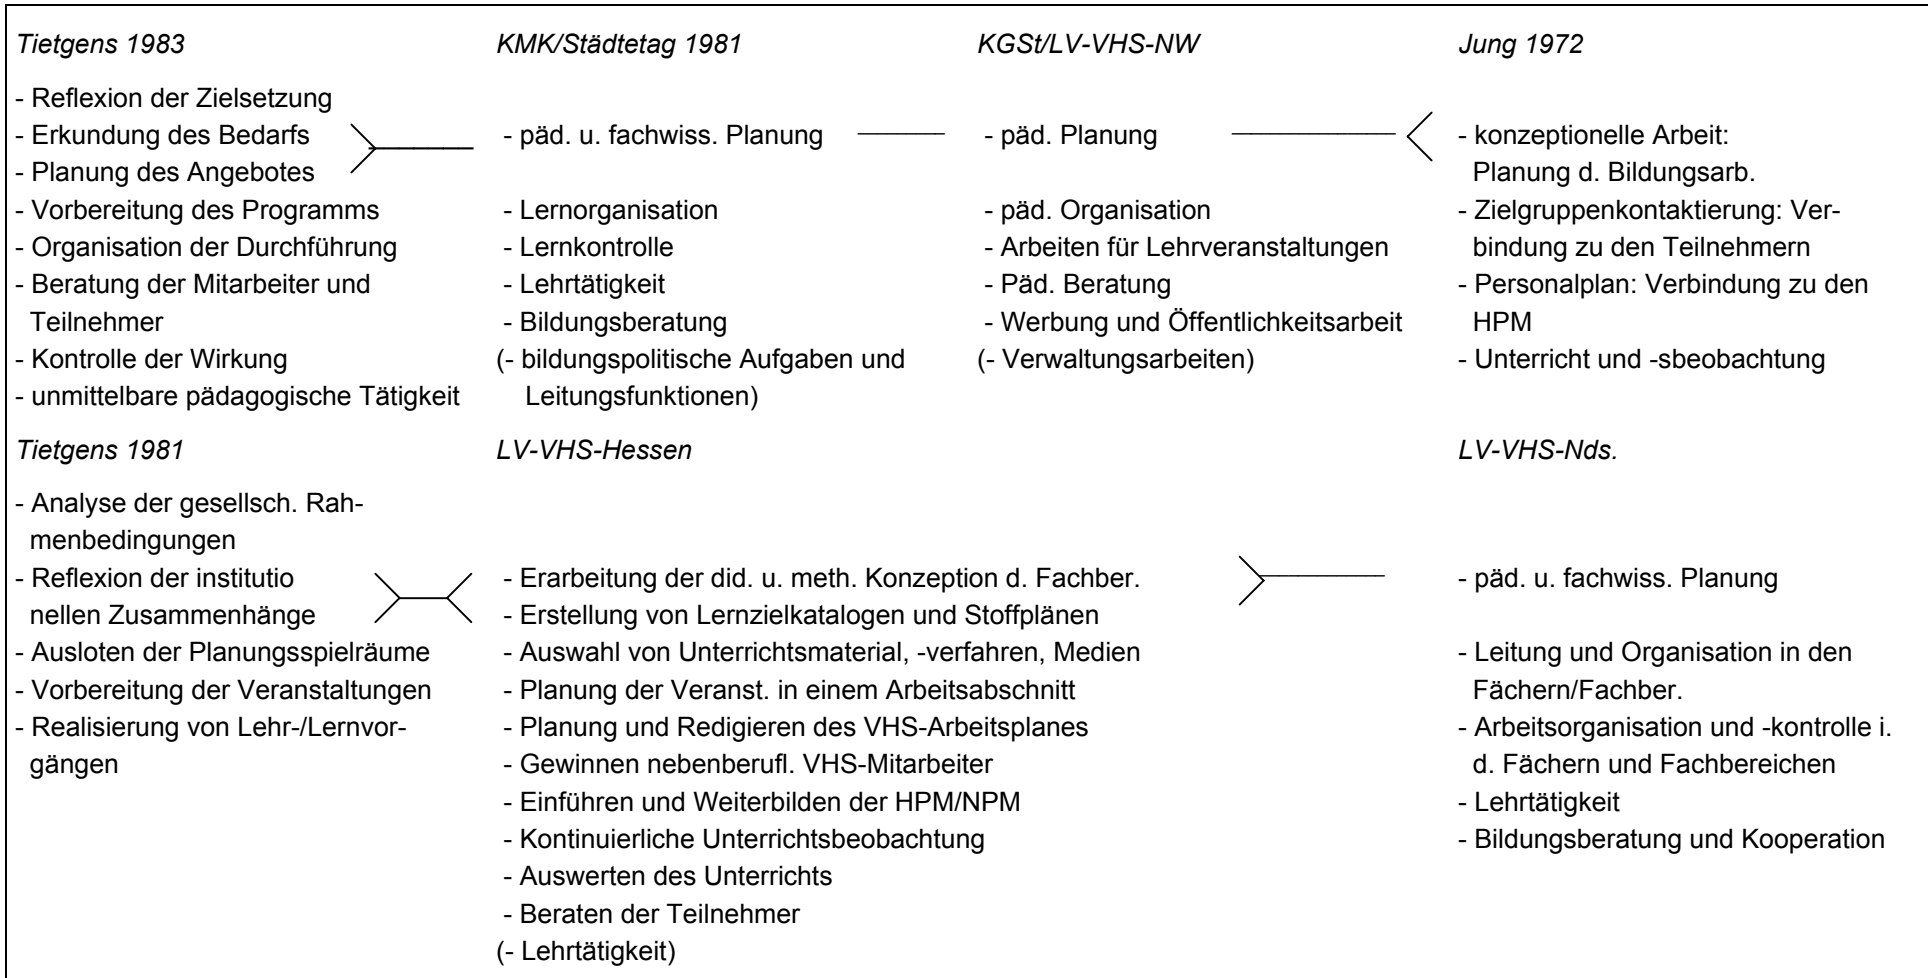 Tietgens 1983
- Reflexion der Zielsetzung
- Erkundung des Bedarfs
- Planung des Angebotes
- Vorbereitung des Programms
- Organisation der Durchführung
- Beratung der Mitarbeiter und
Teilnehmer
- Kontrolle der Wirkung
- unmittelbare pädagogische Tätigkeit
KMK/Städtetag 1981
- päd. u. fachwiss. Planung
- Lernorganisation
- Lernkontrolle
- Lehrtätigkeit
- Bildungsberatung
(- bildungspolitische Aufgaben und
Leitungsfunktionen)
KGSt/LV-VHS-NW
- päd. Planung
- päd. Organisation
- Arbeiten für Lehrveranstaltungen
- Päd. Beratung
- Werbung und Öffentlichkeitsarbeit
(- Verwaltungsarbeiten)
Jung 1972
- konzeptionelle Arbeit:
Planung d. Bildungsarb.
- Zielgruppenkontaktierung: Ver-
bindung zu den Teilnehmern
- Personalplan: Verbindung zu den
HPM
- Unterricht und -sbeobachtung
Tietgens 1981
- Analyse der gesellsch. Rah-
menbedingungen
- Reflexion der institutio
nellen Zusammenhänge
- Ausloten der Planungsspielräume
- Vorbereitung der Veranstaltungen
- Realisierung von Lehr-/Lernvor-
gängen
LV-VHS-Hessen
- Erarbeitung der did. u. meth. Konzeption d. Fachber.
- Erstellung von Lernzielkatalogen und Stoffplänen
- Auswahl von Unterrichtsmaterial, -verfahren, Medien
- Planung der Veranst. in einem Arbeitsabschnitt
- Planung und Redigieren des VHS-Arbeitsplanes
- Gewinnen nebenberufl. VHS-Mitarbeiter
- Einführen und Weiterbilden der HPM/NPM
- Kontinuierliche Unterrichtsbeobachtung
- Auswerten des Unterrichts
- Beraten der Teilnehmer
(- Lehrtätigkeit)
LV-VHS-Nds.
- päd. u. fachwiss. Planung
- Leitung und Organisation in den
Fächern/Fachber.
- Arbeitsorganisation und -kontrolle i.
d. Fächern und Fachbereichen
- Lehrtätigkeit
- Bildungsberatung und Kooperation